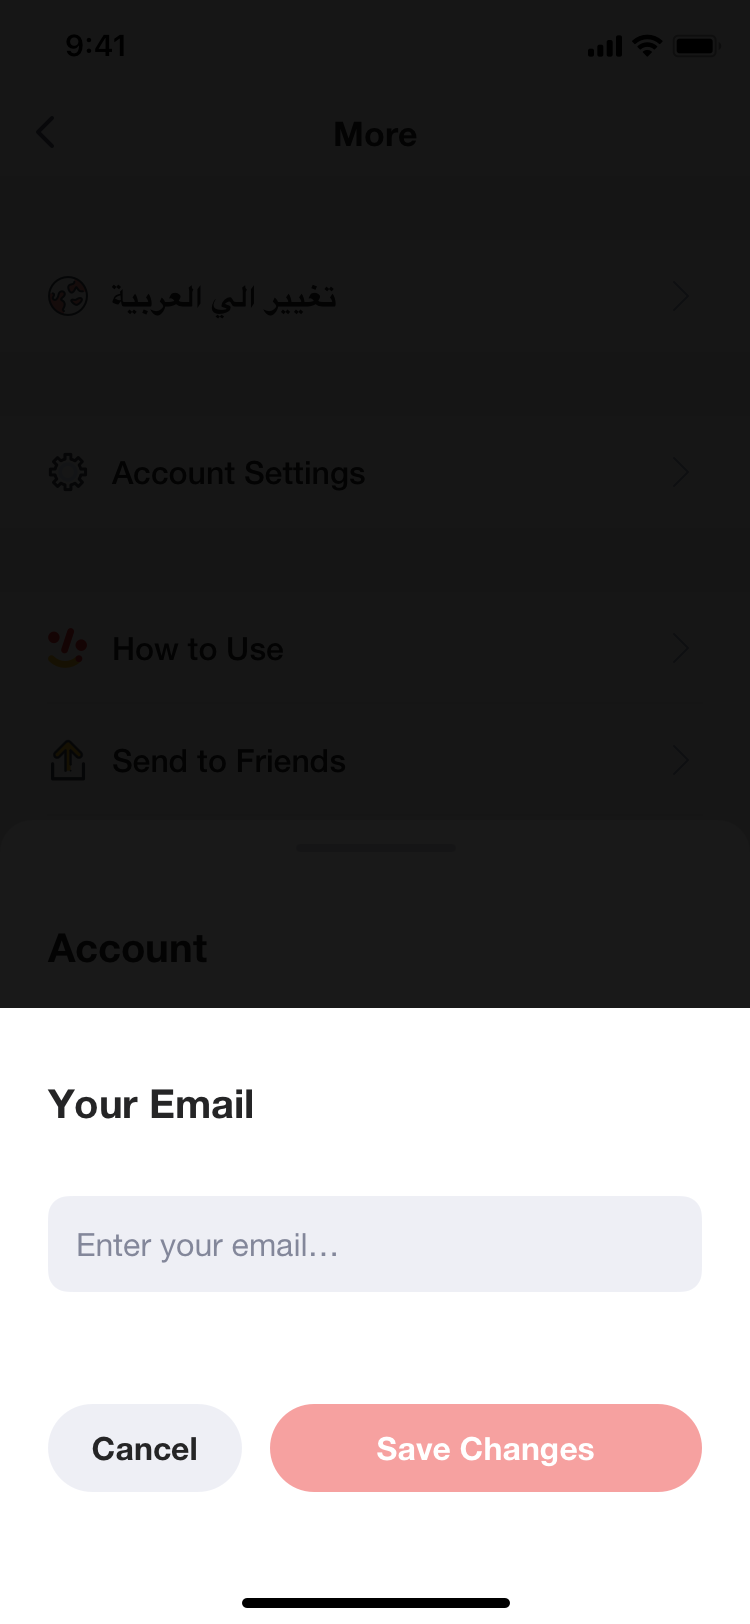 9:41
More
تغيير الي العربية
Account Settings
How to Use
Send to Friends
Account
Your Email
Enter your email...
Cancel
Save Changes